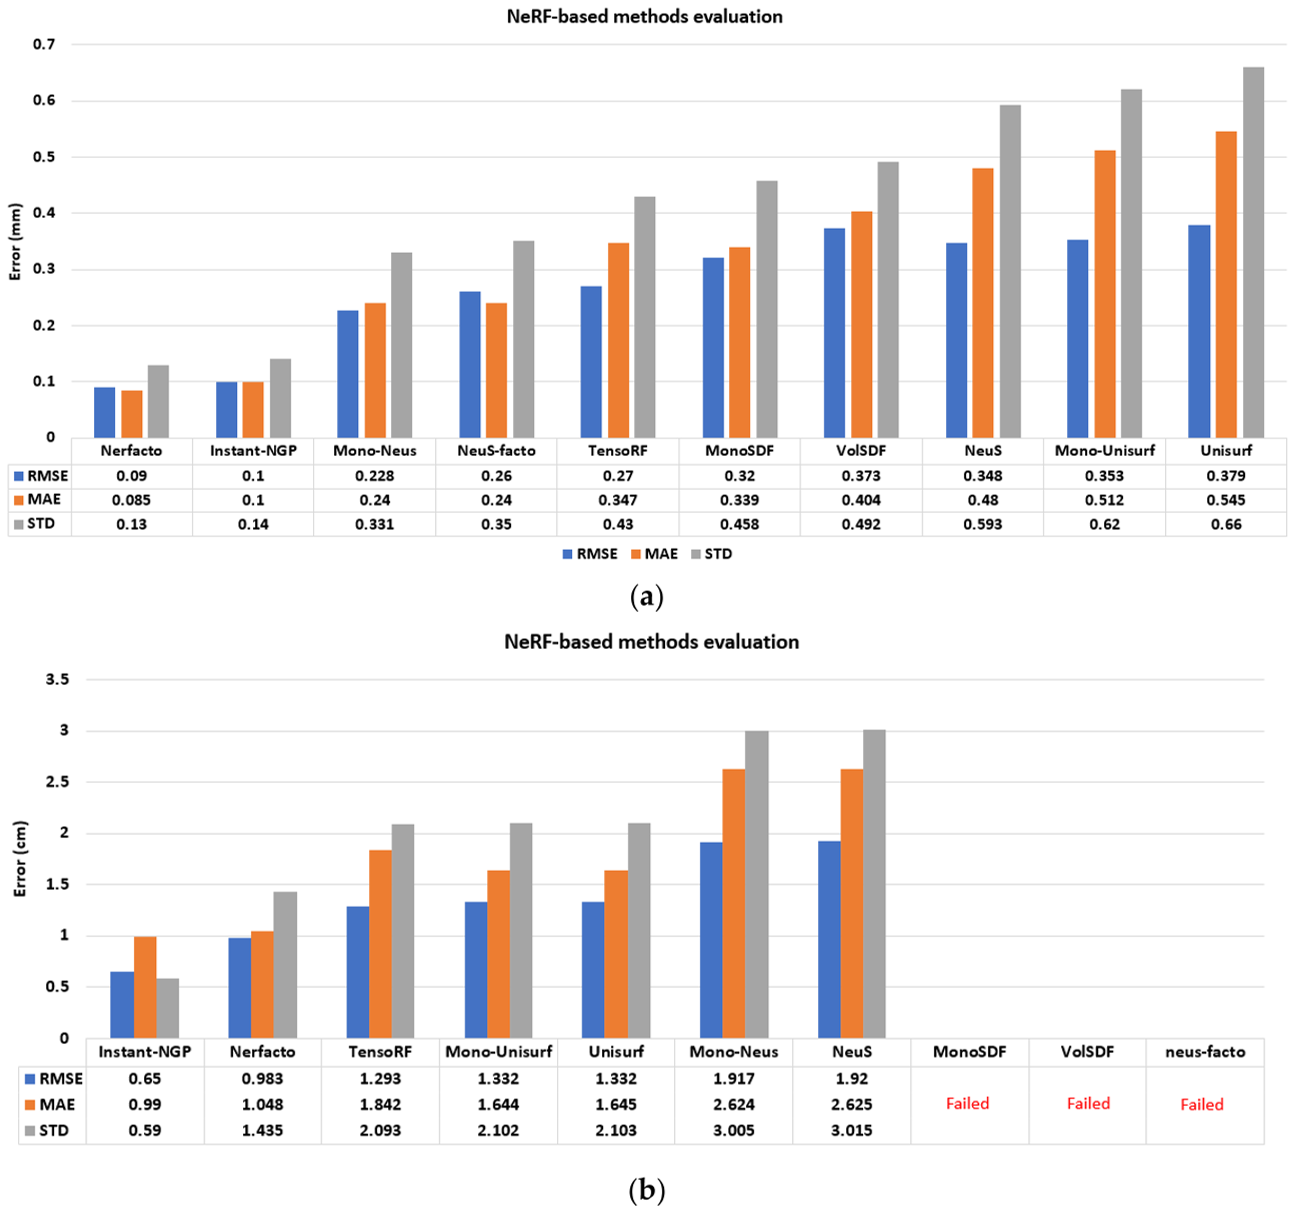 NeRF-based methods evaluation
0.7
0.6
0.5
0.4
0.3
0.2
0.1
0
Error (mm)
Nerfacto Instant-NGP Mono-Neus NeuS-facto TensoRF MonoSDF VolSDF NeuS Mono-Unisurf Unisurf
RMSE 0.09 0.1 0.228 0.26 0.27 0.32 0.373 0.348 0.353 0.379
MAE 0.085 0.1 0.24 0.24 0.347 0.339 0.404 0.48 0.512 0.545
STD 0.13 0.14 0.331 0.35 0.43 0.458 0.492 0.593 0.62 0.66
RMSE MAE STD
(a)
NeRF-based methods evaluation
3.5
3
2.5
2
1.5
1
0.5
0
Error (cm)
Instant-NGP Nerfacto TensoRF Mono-Unisurf Unisurf Mono-Neus NeuS MonoSDF VolSDF neus-facto
RMSE 0.65 0.983 1.293 1.332 1.332 1.917 1.92
MAE 0.99 1.048 1.842 1.644 1.645 2.624 2.625 Failed Failed Failed
STD 0.59 1.435 2.093 2.102 2.103 3.005 3.015
(b)